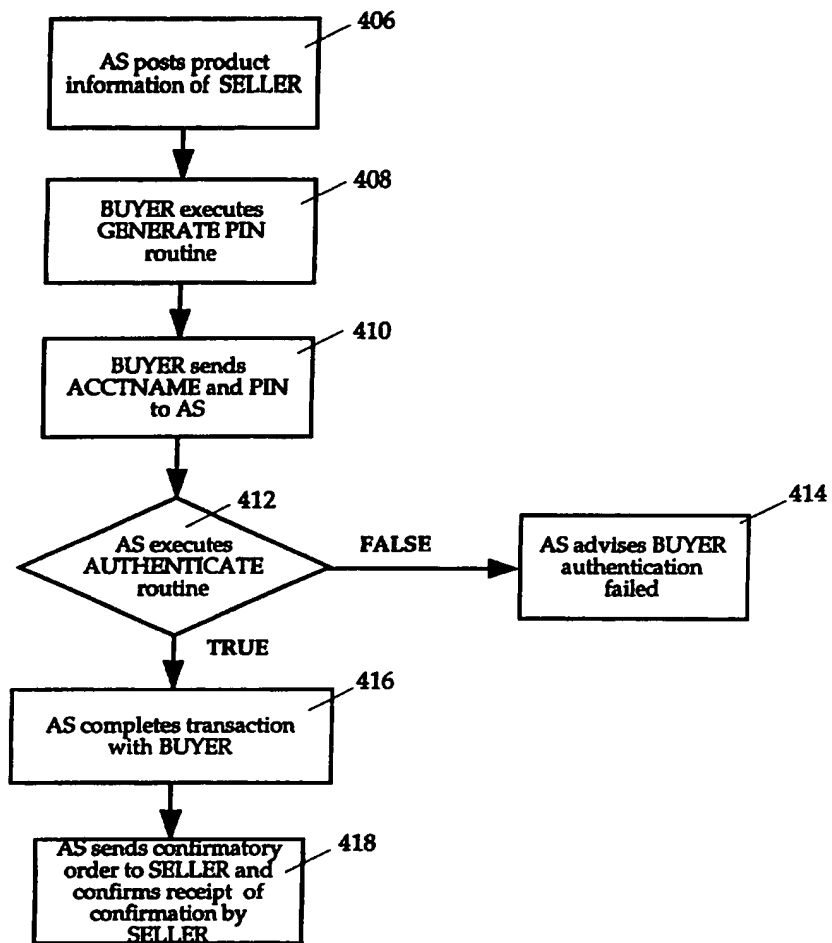 406
AS posts product
information of SELLER
408
BUYER executes
GENERATE PIN
routine
410
BUYER sends
ACCTNAME and PIN
to AS
412
AS executes
AUTHENTICATE
routine
FALSE
414
AS advises BUYER
authentication
failed
TRUE
416
AS completes transaction
with BUYER
418
AS sends confirmatory
order to SELLER and
confirms receipt of
confirmation by
SELLER